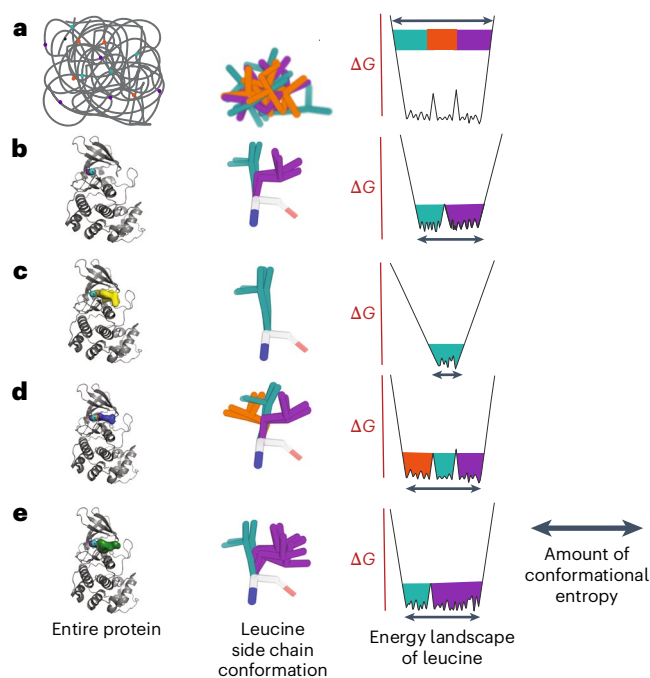 a
ΔG
b
ΔG
c
ΔG
d
ΔG
e
ΔG
Entire protein
Leucine
side chain
conformation
Energy landscape
of leucine
Amount of
conformational
entropy